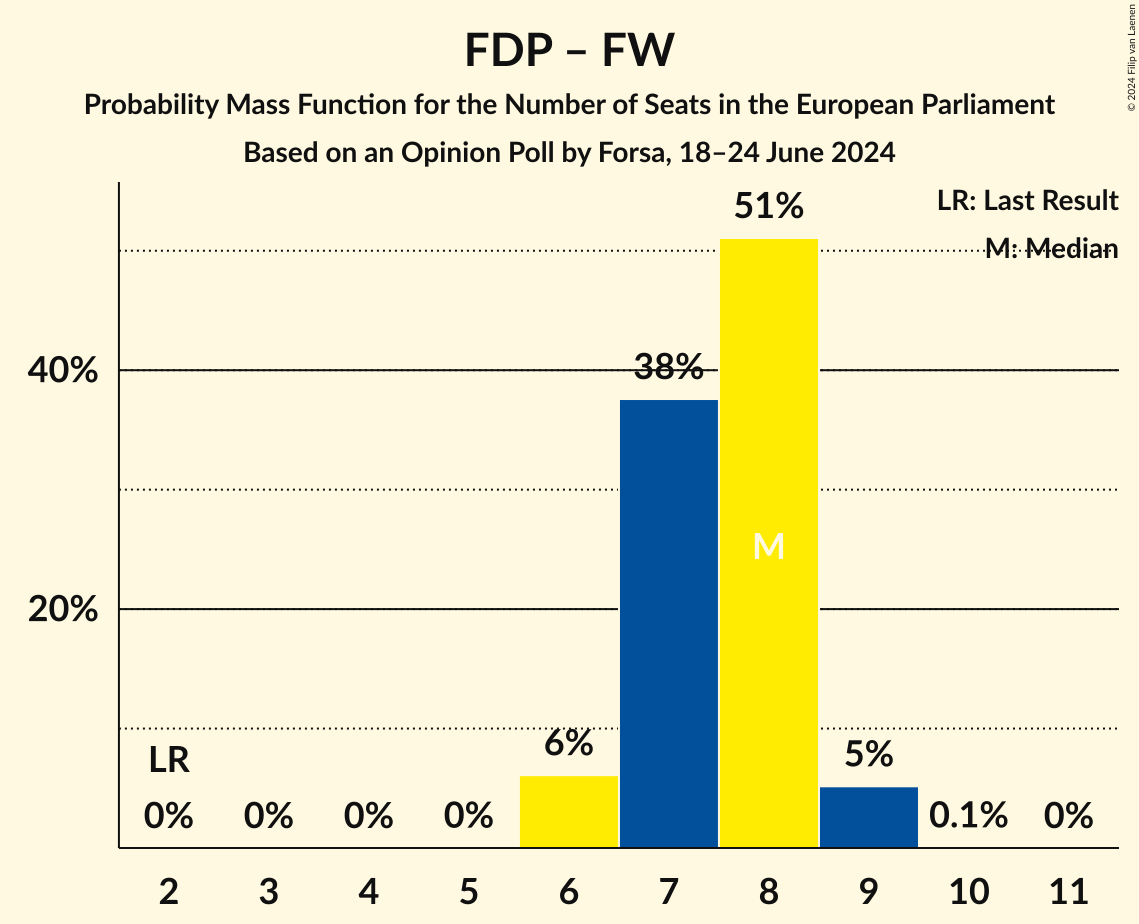 FDP – FW
Probability Mass Function for the Number of Seats in the European Parliament
Based on an Opinion Poll by Forsa, 18–24 June 2024
© 2024 Filip van Laenen
LR: Last Result
M: Median
51%
40%
38%
M
20%
6%
5%
LR
0%
0%
0%
0%
0.1%
0%
2
3
4
5
6
7
8
9
10
11